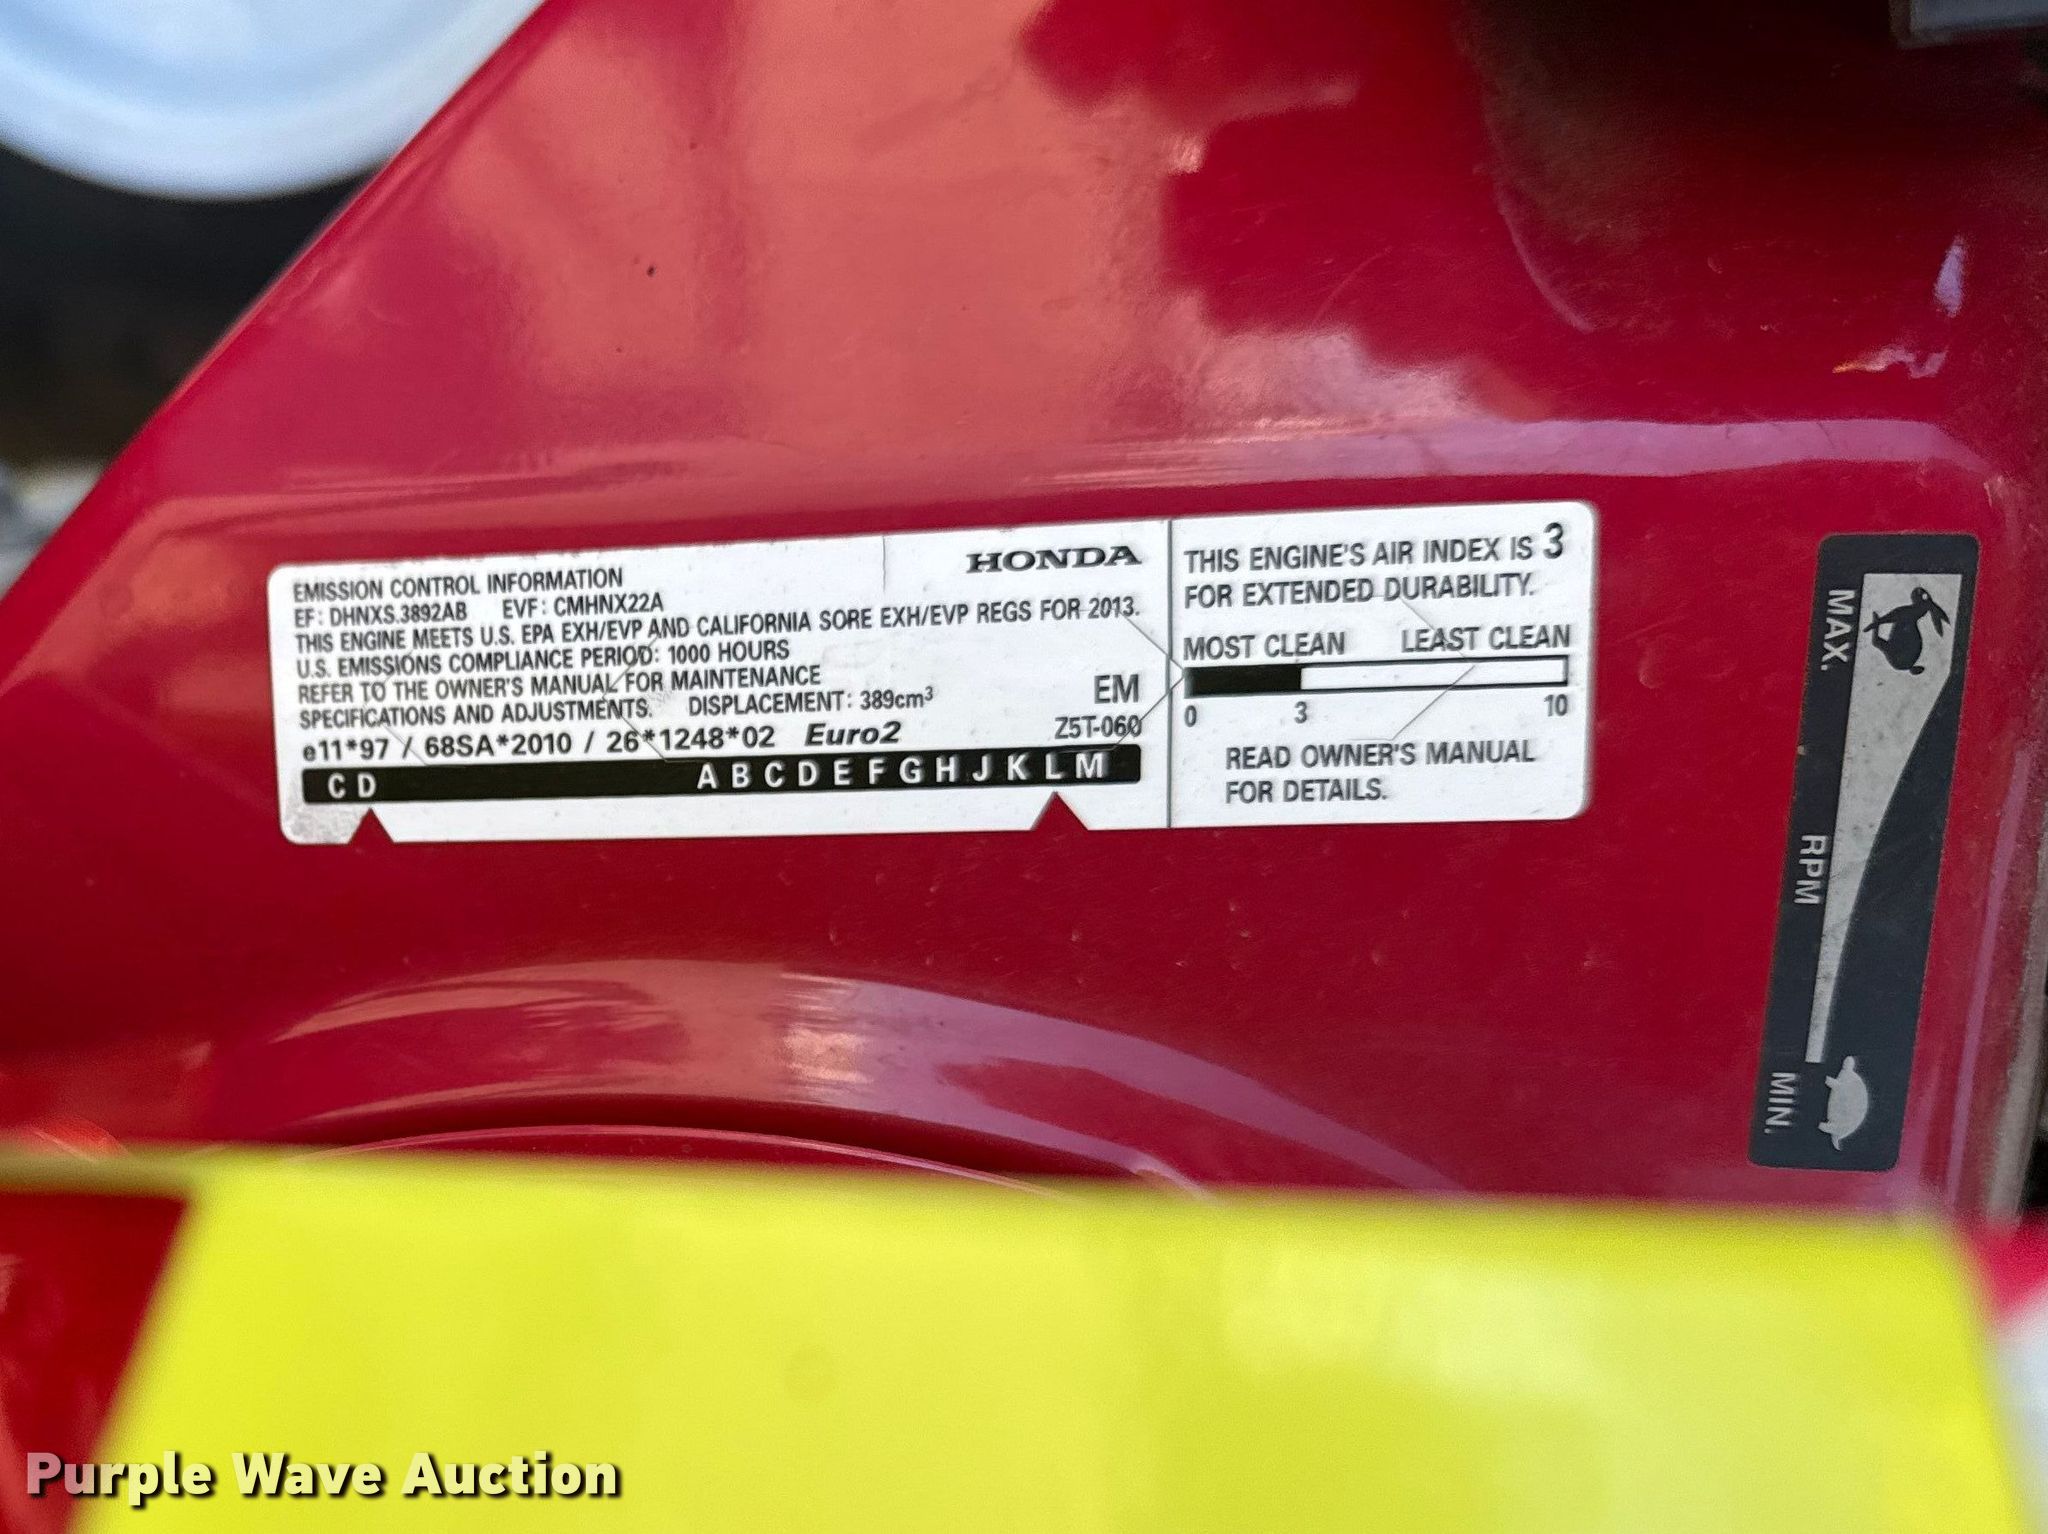 EMISSION CONTROL INFORMATION
HONDA
EF: DHNXS.3892AB EVF: CMHNX22A
THIS ENGINE MEETS U.S. EPA EXH/EVP AND CALIFORNIA SORE EXH/EVP REGS FOR 2013.
U.S. EMISSIONS COMPLIANCE PERIOD: 1000 HOURS
REFER TO THE OWNER'S MANUAL FOR MAINTENANCE
SPECIFICATIONS AND ADJUSTMENTS. DISPLACEMENT: 389cm³
EM
e11*97 / 68SA*2010 / 26*1248*02 Euro2
Z5T-060
C D A B C D E F G H J K L M
THIS ENGINE'S AIR INDEX IS 3
FOR EXTENDED DURABILITY.
MOST CLEAN LEAST CLEAN
0 3 10
READ OWNER'S MANUAL
FOR DETAILS.
MAX.
RPM
MIN.
Purple Wave Auction